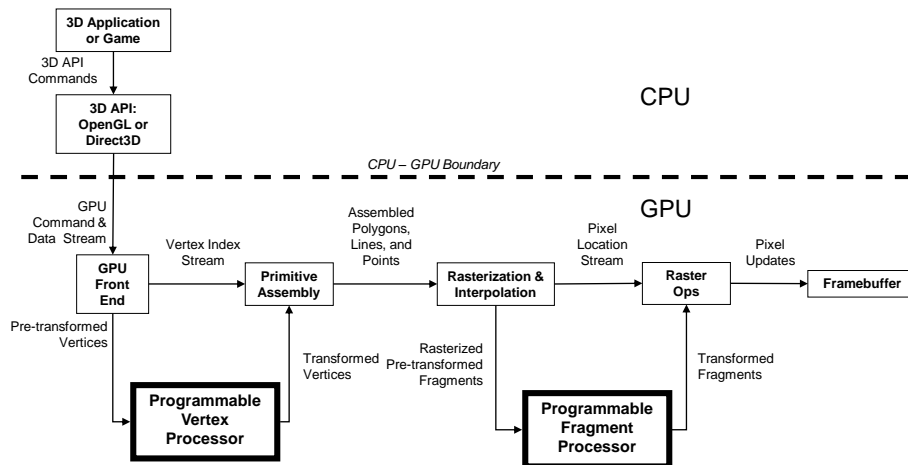 3D Application
or Game
3D API
Commands
3D API:
OpenGL or
Direct3D
CPU
CPU – GPU Boundary
GPU
GPU
Command &
Data Stream
Assembled
Polygons,
Lines, and
Points
Vertex Index
Stream
Pixel
Location
Stream
Pixel
Updates
GPU
Front
End
Primitive
Assembly
Rasterization &
Interpolation
Raster
Ops
Framebuffer
Pre-transformed
Vertices
Transformed
Vertices
Rasterized
Pre-transformed
Fragments
Transformed
Fragments
Programmable
Vertex
Processor
Programmable
Fragment
Processor